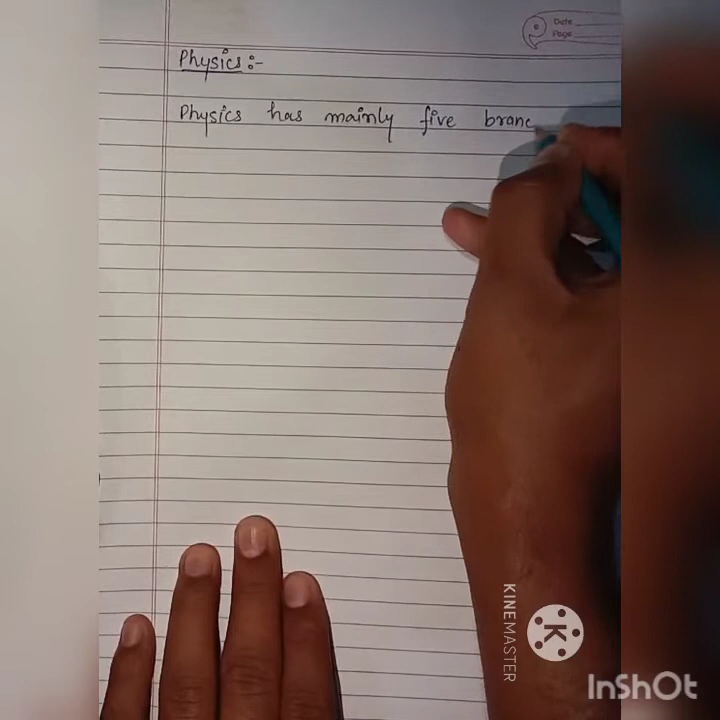 Date
Page
Physics :-
Physics has mainly five branc
KINEMASTER
InShOt